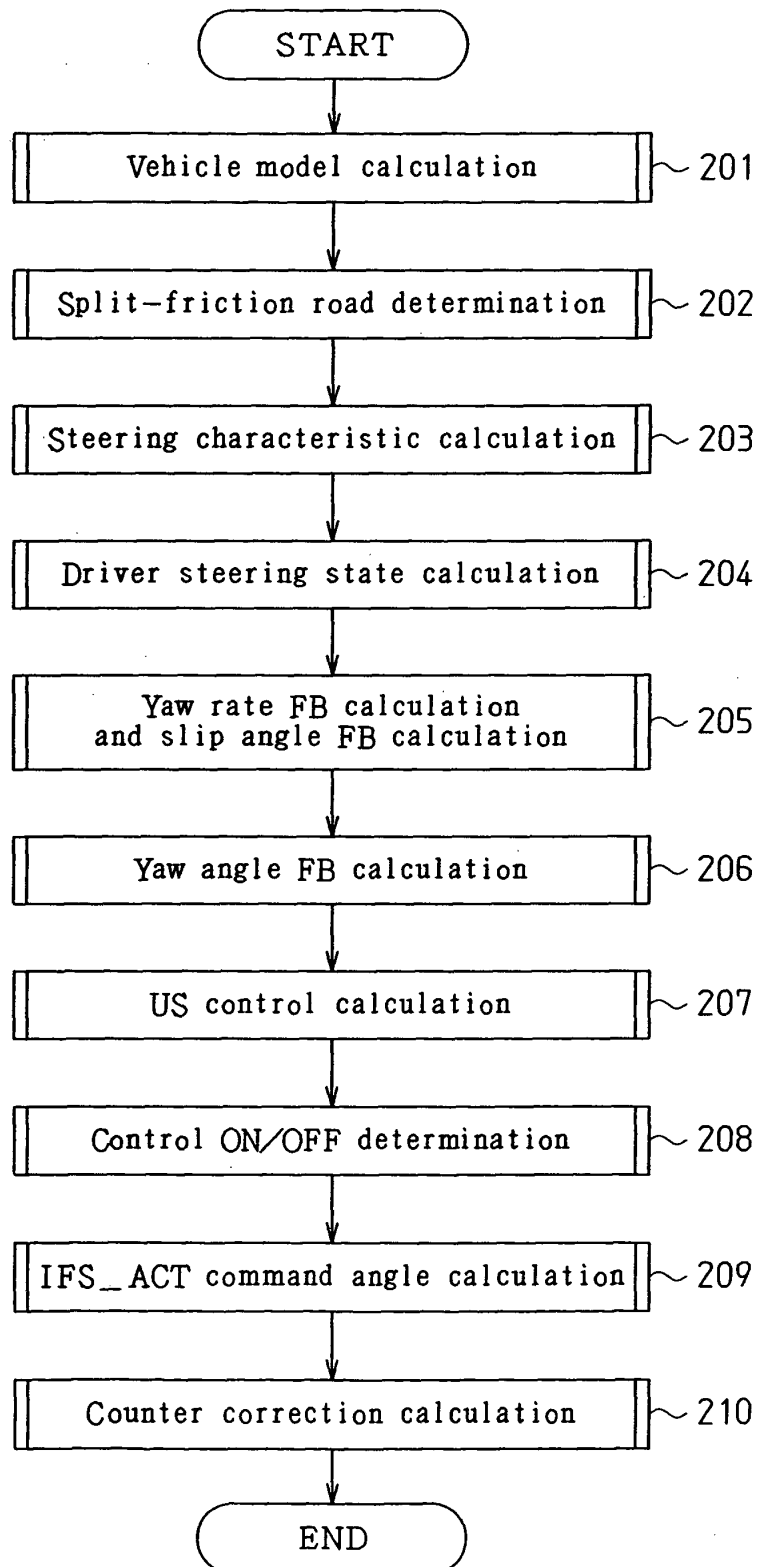 START
Vehicle model calculation
201
Split-friction road determination
202
Steering characteristic calculation
203
Driver steering state calculation
204
Yaw rate FB calculation
and slip angle FB calculation
205
Yaw angle FB calculation
206
US control calculation
207
Control ON/OFF determination
208
IFS_ACT command angle calculation
209
Counter correction calculation
210
END